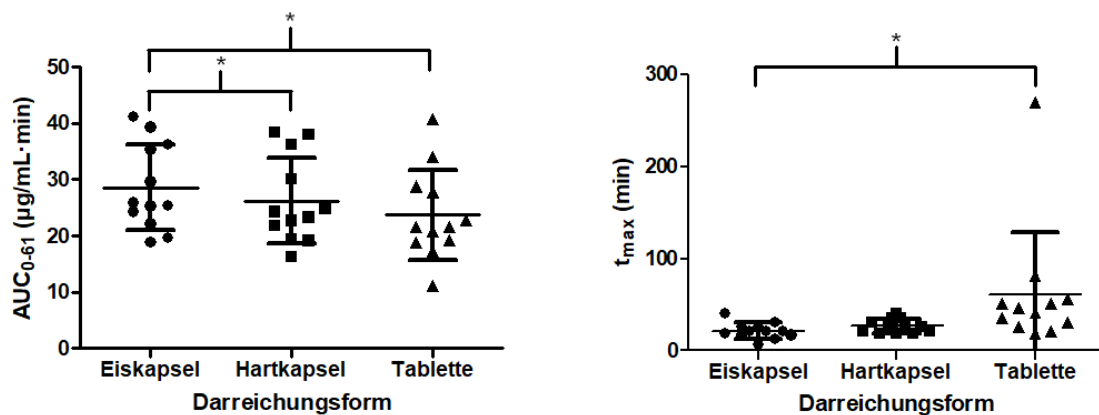 *
*
50
40
30
20
10
0
AUC0-61 (µg/mL·min)
Eiskapsel Hartkapsel Tablette
Darreichungsform
*
300
200
100
0
tmax (min)
Eiskapsel Hartkapsel Tablette
Darreichungsform